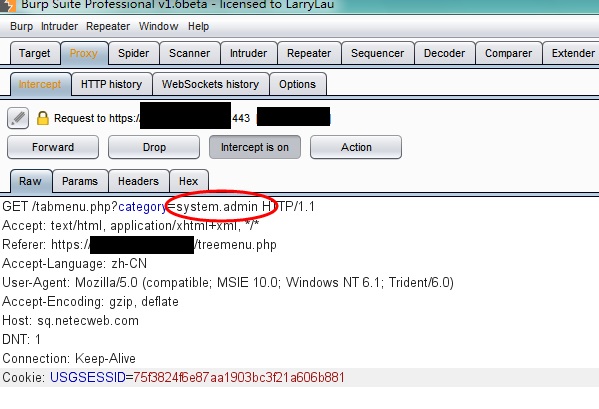 Burp Suite Professional v1.6beta - licensed to LarryLau
Burp Intruder Repeater Window Help
Target Proxy Spider Scanner Intruder Repeater Sequencer Decoder Comparer Extender
Intercept HTTP history WebSockets history Options
Request to https:/ 443
Forward Drop Intercept is on Action
Raw Params Headers Hex
GET /tabmenu.php?category=system.admin HTTP/1.1
Accept: text/html, application/xhtml+xml, */*
Referer: https:/ /treemenu.php
Accept-Language: zh-CN
User-Agent: Mozilla/5.0 (compatible; MSIE 10.0; Windows NT 6.1; Trident/6.0)
Accept-Encoding: gzip, deflate
Host: sq.netecweb.com
DNT: 1
Connection: Keep-Alive
Cookie: USGSESSID=75f3824f6e87aa1903bc3f21a606b881